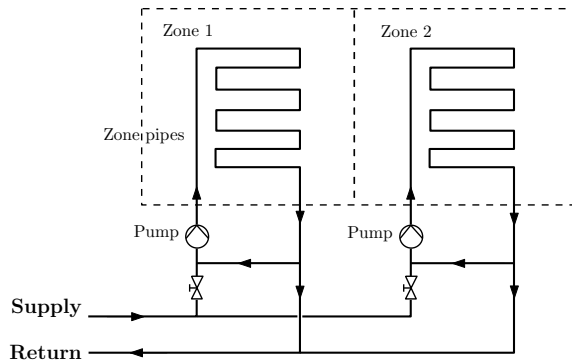 Zone 1
Zone 2
Zone pipes
Pump
Pump
Supply
Return